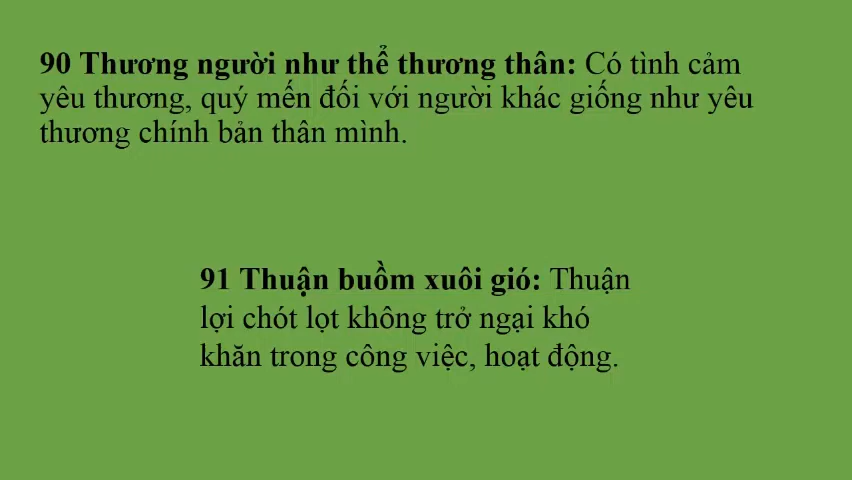 90 Thương người như thể thương thân: Có tình cảm
yêu thương, quý mến đối với người khác giống như yêu
thương chính bản thân mình.
91 Thuận buồm xuôi gió: Thuận
lợi chót lọt không trở ngại khó
khăn trong công việc, hoạt động.